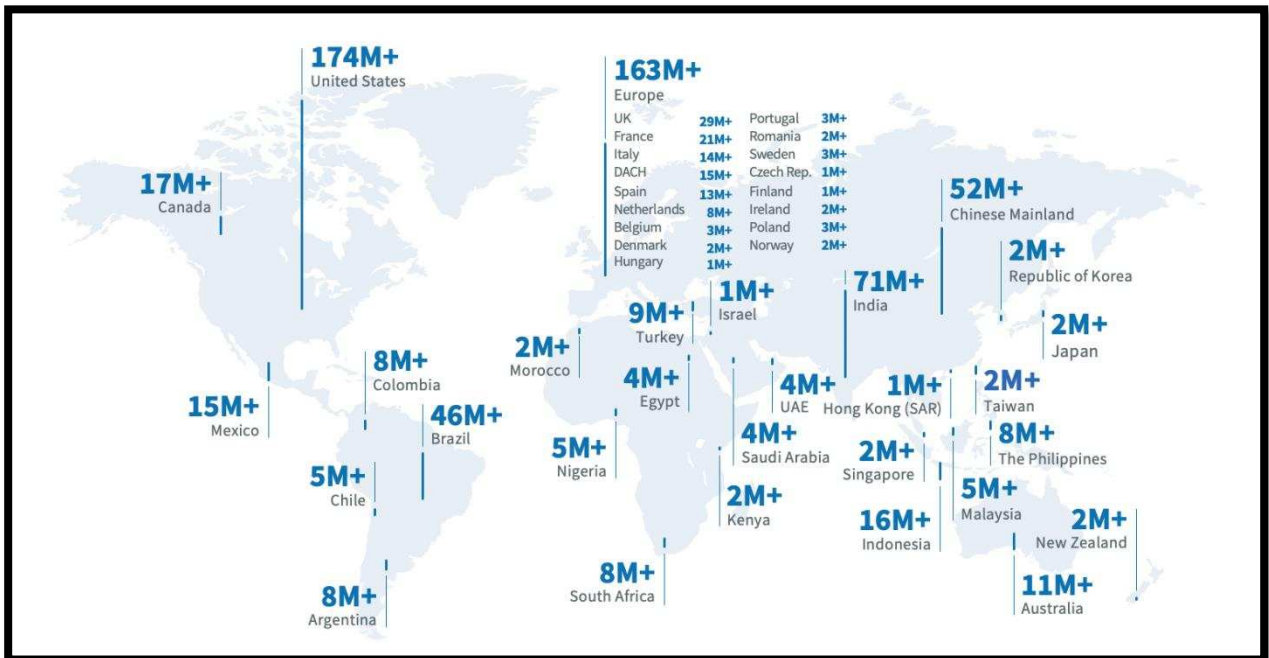 174M+
United States
163M+
Europe
UK 29M+ Portugal 3M+
France 21M+ Romania 2M+
Italy 14M+ Sweden 3M+
DACH 15M+ Czech Rep. 1M+
Spain 13M+ Finland 1M+
Netherlands 8M+ Ireland 2M+
Belgium 3M+ Poland 3M+
Denmark 2M+ Norway 2M+
Hungary 1M+
17M+
Canada
52M+
Chinese Mainland
2M+
Republic of Korea
71M+
India
1M+
Israel
9M+
Turkey
2M+
Japan
2M+
Morocco
8M+
Colombia
4M+
Egypt
4M+
UAE
1M+
Hong Kong (SAR)
2M+
Taiwan
15M+
Mexico
46M+
Brazil
5M+
Nigeria
4M+
Saudi Arabia
2M+
Singapore
8M+
The Philippines
5M+
Chile
2M+
Kenya
5M+
Malaysia
16M+
Indonesia
2M+
New Zealand
8M+
South Africa
11M+
Australia
8M+
Argentina